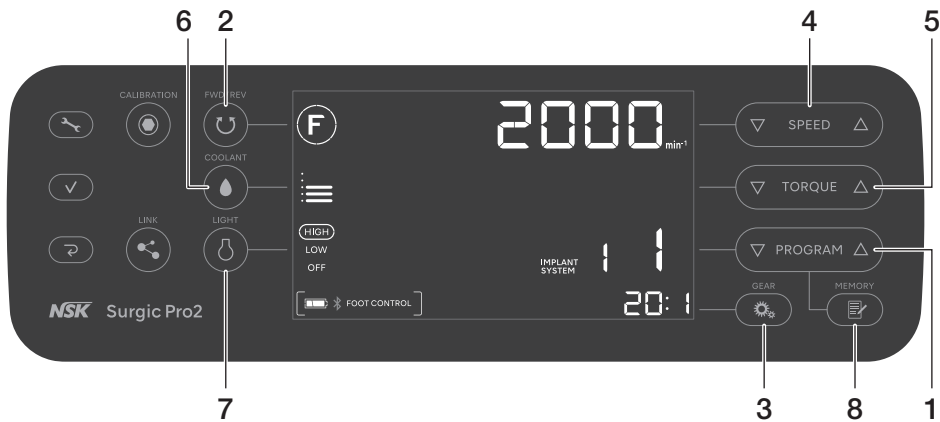 6 2 4 5
CALIBRATION FWD/REV
F 2000 min-1
SPEED
COOLANT
TORQUE
LINK LIGHT
HIGH
LOW
OFF
IMPLANT
SYSTEM 1 1
PROGRAM
FOOT CONTROL
20:1
GEAR MEMORY
NSK Surgic Pro2
7 3 8 1